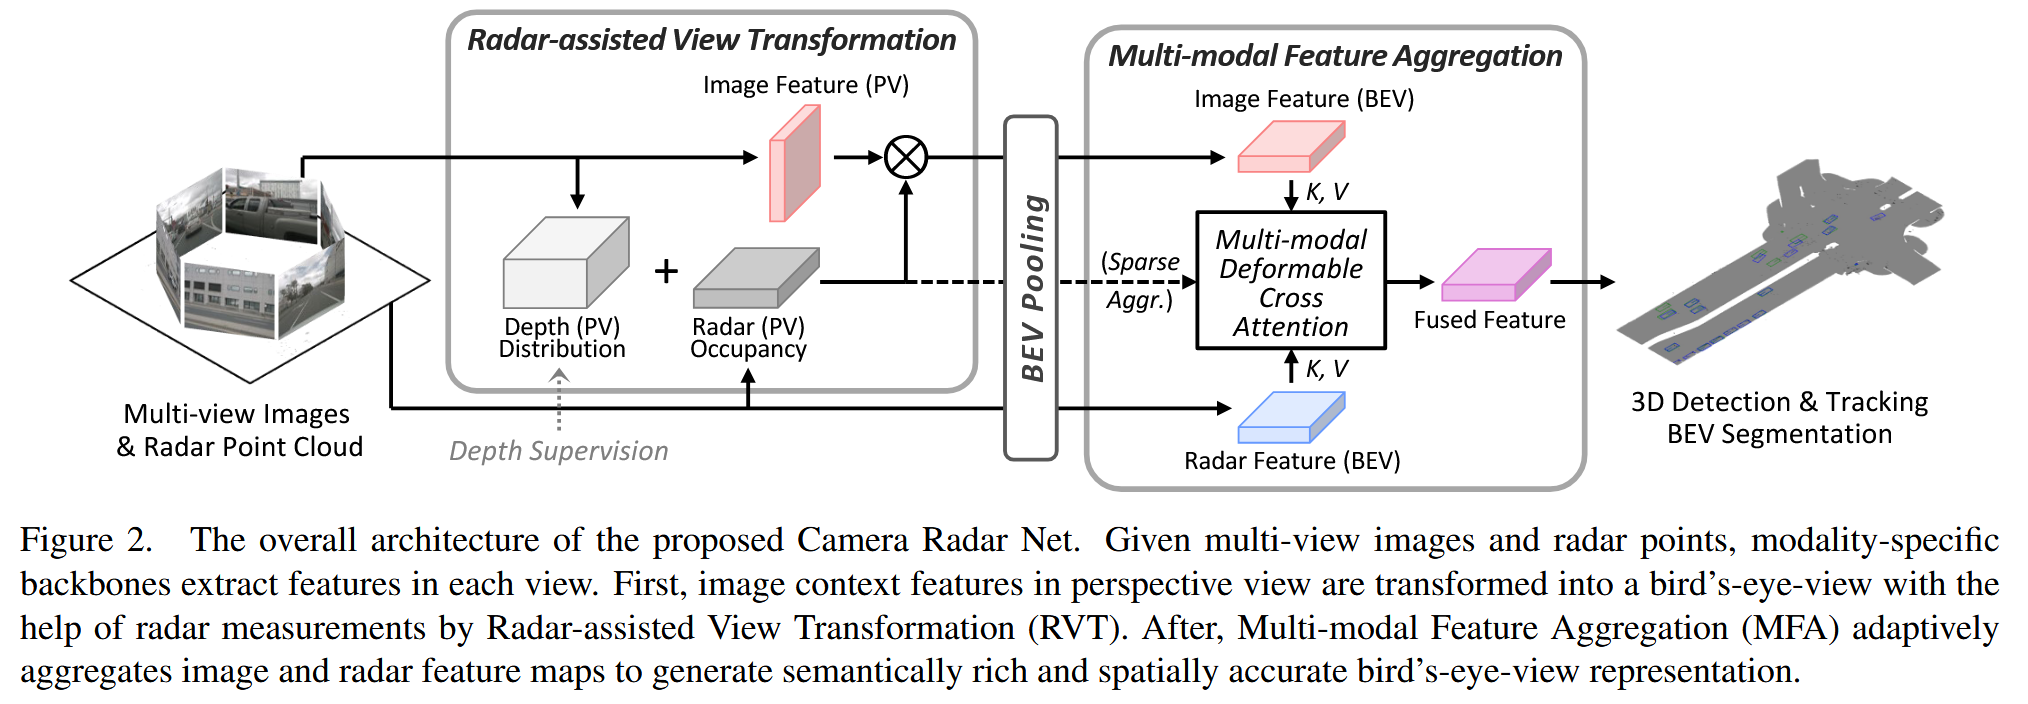 Radar-assisted View Transformation
Image Feature (PV)
Depth (PV)
Distribution
+
Radar (PV)
Occupancy
Depth Supervision
Multi-view Images
& Radar Point Cloud
BEV Pooling
Multi-modal Feature Aggregation
Image Feature (BEV)
K, V
(Sparse
Aggr.)
Multi-modal
Deformable
Cross
Attention
K, V
Radar Feature (BEV)
Fused Feature
3D Detection & Tracking
BEV Segmentation
Figure 2. The overall architecture of the proposed Camera Radar Net. Given multi-view images and radar points, modality-specific
backbones extract features in each view. First, image context features in perspective view are transformed into a bird's-eye-view with the
help of radar measurements by Radar-assisted View Transformation (RVT). After, Multi-modal Feature Aggregation (MFA) adaptively
aggregates image and radar feature maps to generate semantically rich and spatially accurate bird's-eye-view representation.